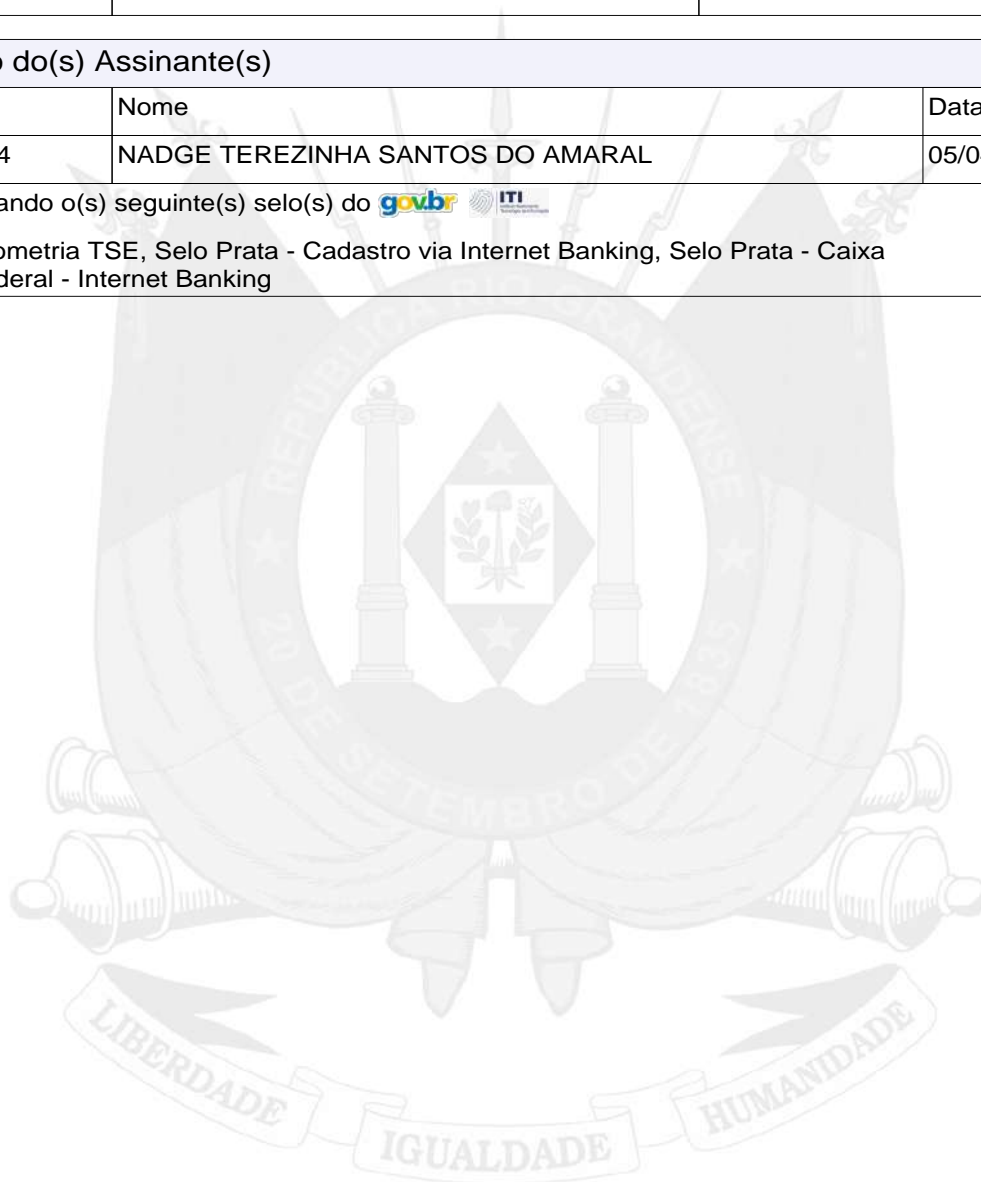 o do(s) Assinante(s)
Nome
Data
4
NADGE TEREZINHA SANTOS DO AMARAL
05/0
ando o(s) seguinte(s) selo(s) do gov.br ITI
ometria TSE, Selo Prata - Cadastro via Internet Banking, Selo Prata - Caixa
deral - Internet Banking
REPÚBLICA RIO GRANDENSE
20 DE SETEMBRO DE 1835
LIBERDADE IGUALDADE HUMANIDADE